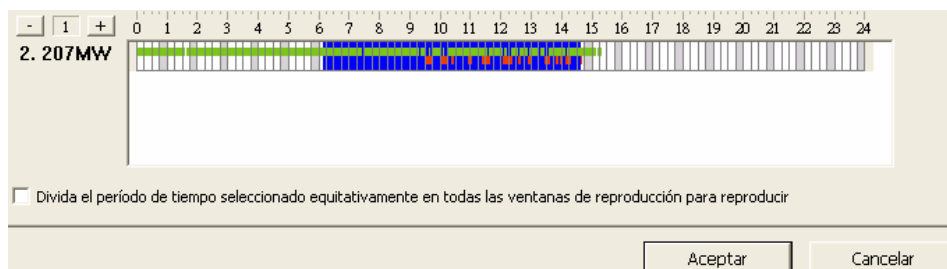 - 1 + 0 1 2 3 4 5 6 7 8 9 10 11 12 13 14 15 16 17 18 19 20 21 22 23 24
2. 207MW
Divida el período de tiempo seleccionado equitativamente en todas las ventanas de reproducción para reproducir
Aceptar Cancelar